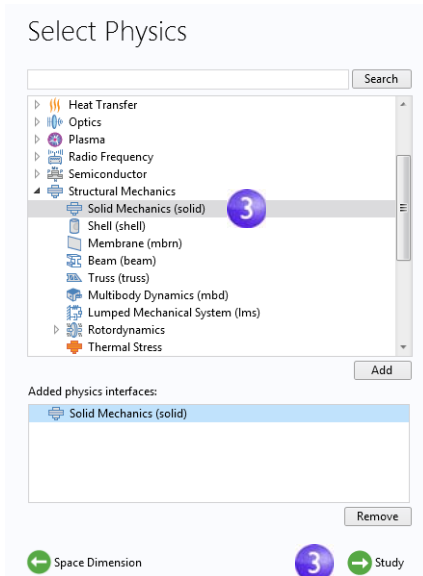 Select Physics
Search
Heat Transfer
Optics
Plasma
Radio Frequency
Semiconductor
Structural Mechanics
Solid Mechanics (solid) 3
Shell (shell)
Membrane (mbrn)
Beam (beam)
Truss (truss)
Multibody Dynamics (mbd)
Lumped Mechanical System (lms)
Rotordynamics
Thermal Stress
Add
Added physics interfaces:
Solid Mechanics (solid)
Remove
Space Dimension 3 Study